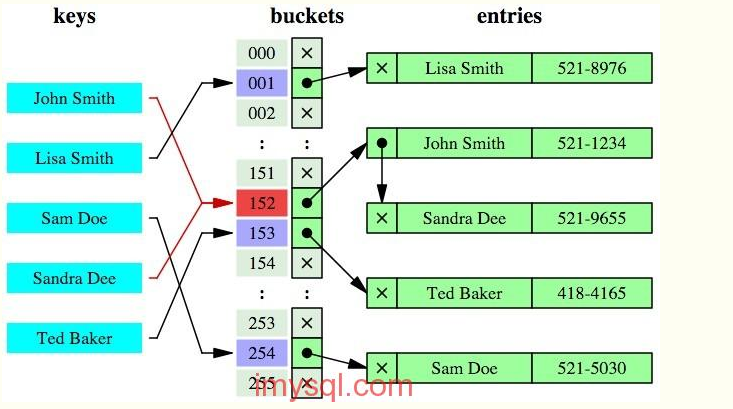 keys buckets entries
000 ×
001 × Lisa Smith 521-8976
002 ×
: :
151 ×
152 John Smith 521-1234
153 × Sandra Dee 521-9655
154 ×
: : × Ted Baker 418-4165
253 ×
254 × Sam Doe 521-5030
255 ×
John Smith
Lisa Smith
Sam Doe
Sandra Dee
Ted Baker
imysql.com